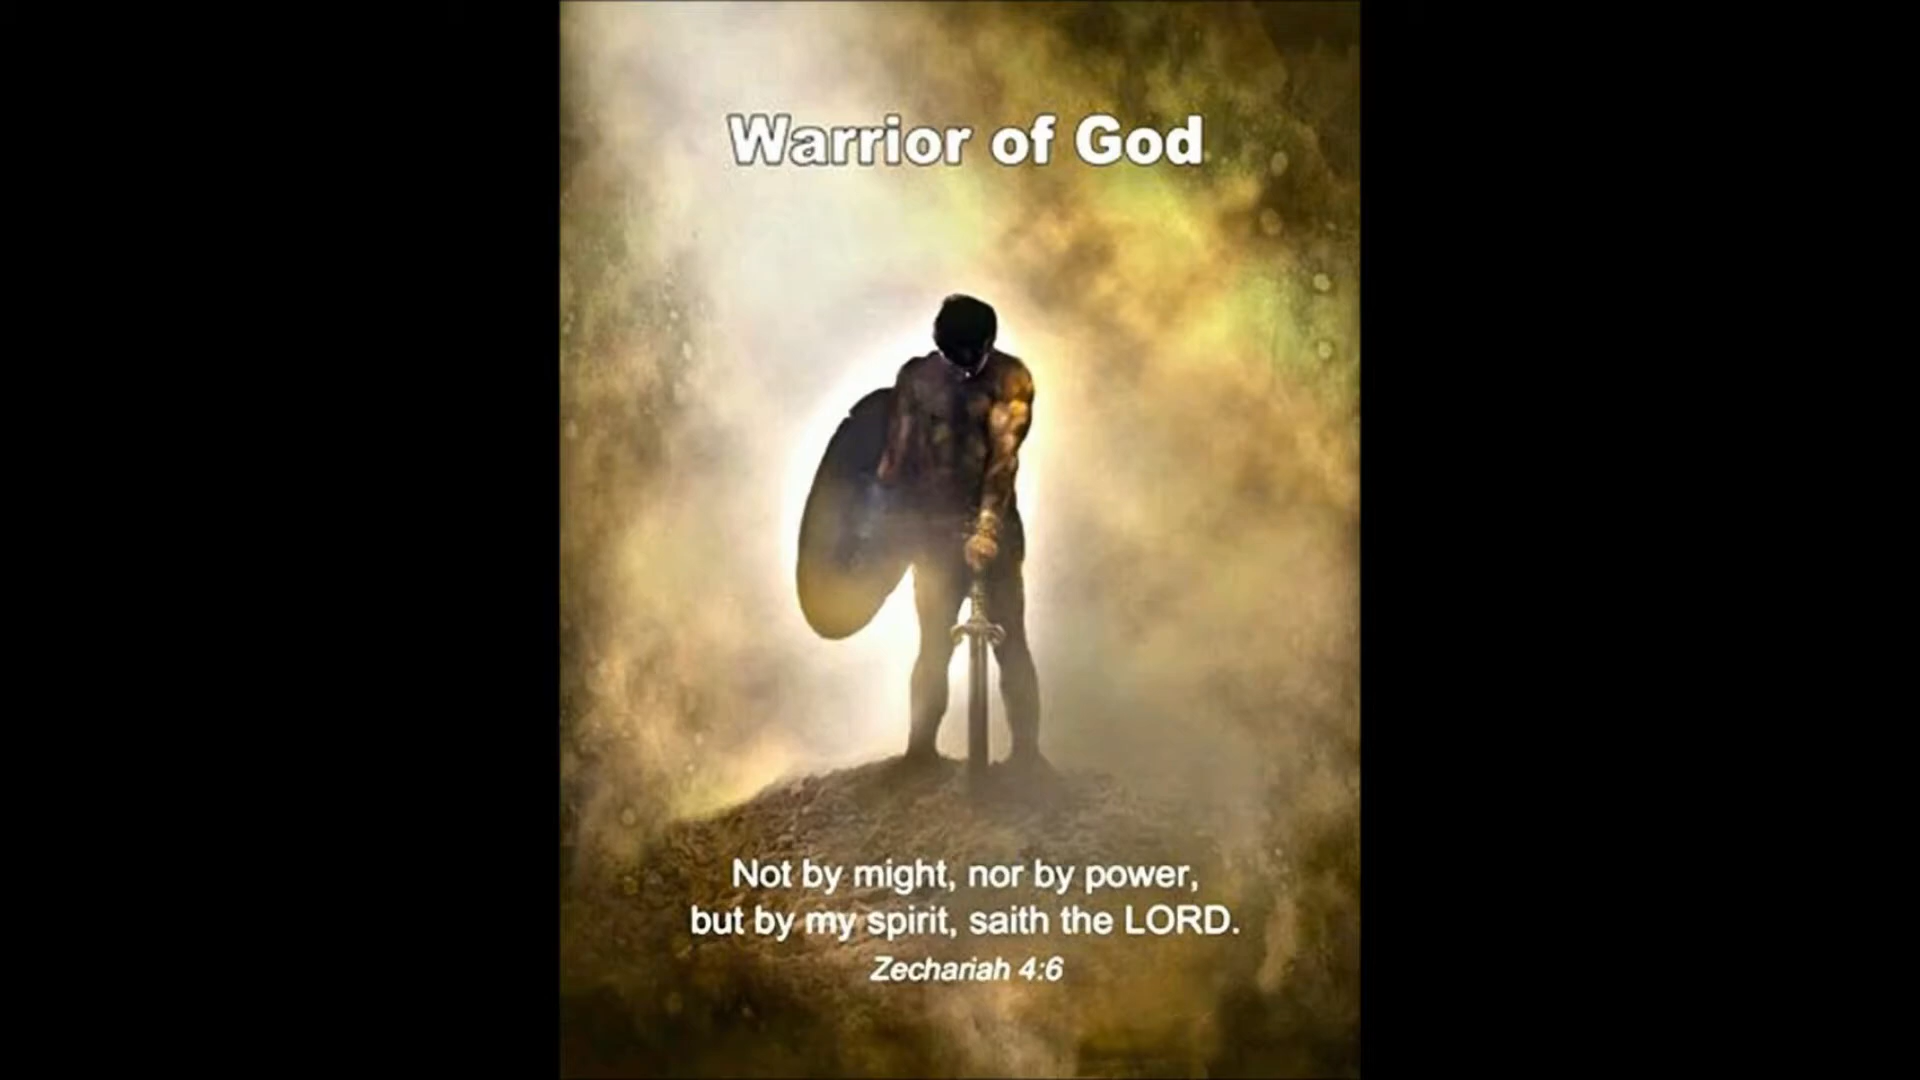 Warrior of God
Not by might, nor by power,
but by my spirit, saith the LORD.
Zechariah 4:6